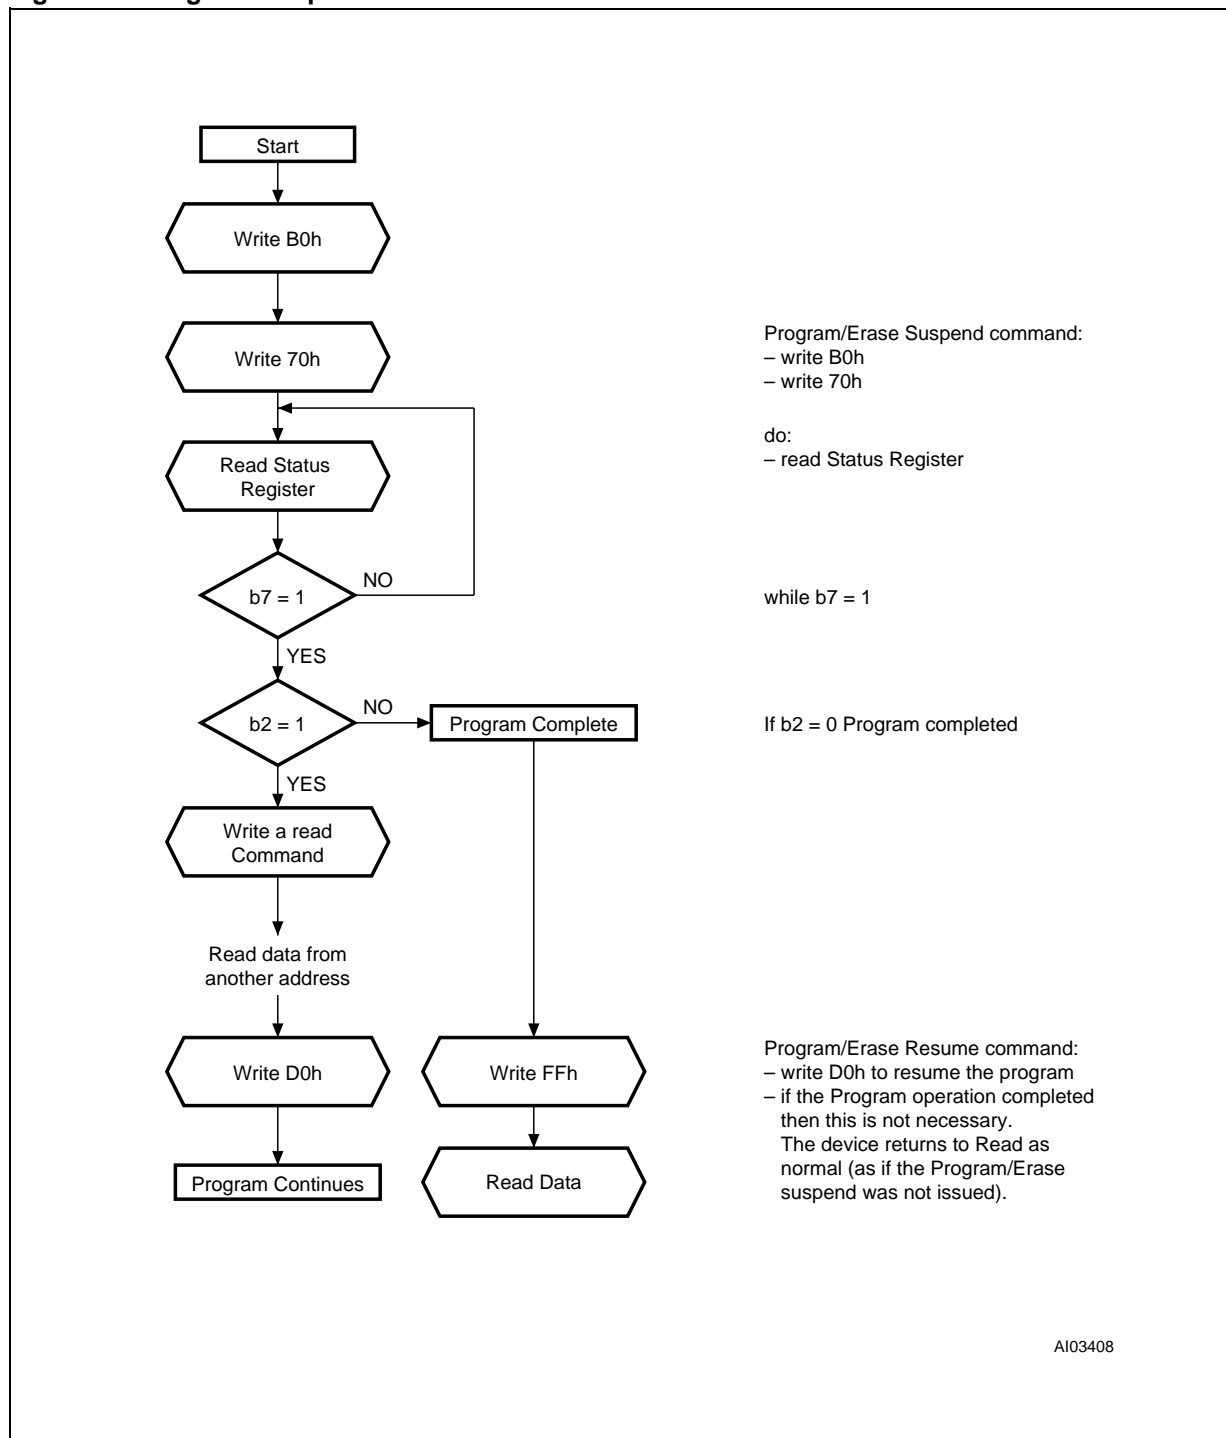 Start
Write B0h
Write 70h
Program/Erase Suspend command:
– write B0h
– write 70h
do:
– read Status Register
Read Status
Register
b7 = 1
NO
while b7 = 1
YES
b2 = 1
NO
Program Complete
If b2 = 0 Program completed
YES
Write a read
Command
Read data from
another address
Write D0h
Write FFh
Program/Erase Resume command:
– write D0h to resume the program
– if the Program operation completed
then this is not necessary.
The device returns to Read as
normal (as if the Program/Erase
suspend was not issued).
Program Continues
Read Data
AI03408